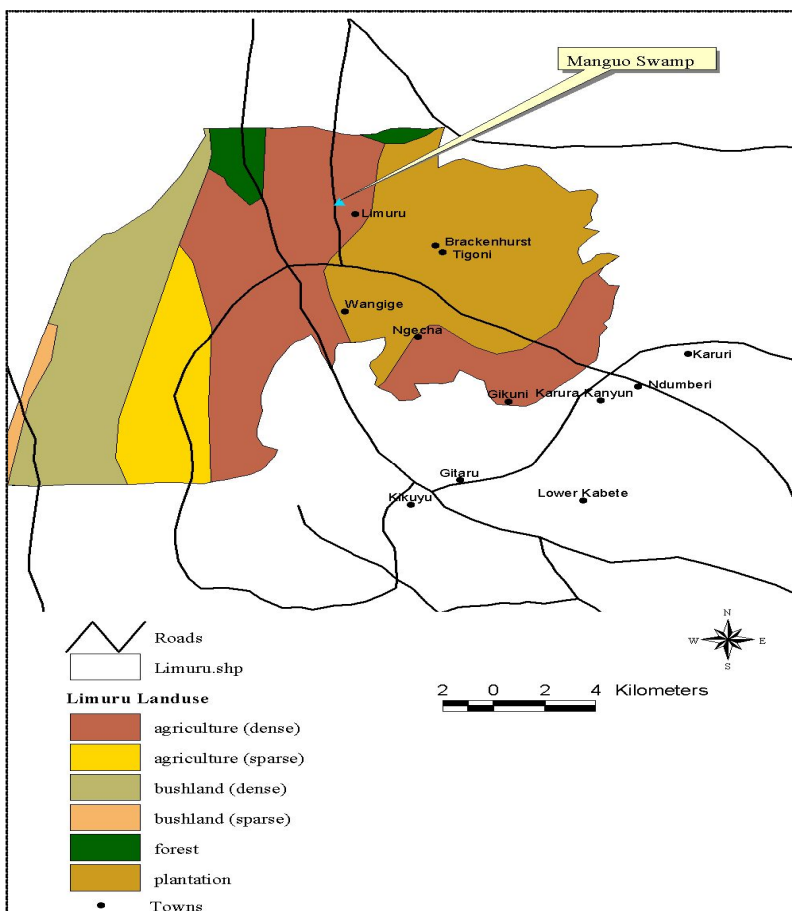 Manguo Swamp
Limuru
Brackenhurst
Tigoni
Wangige
Ngecha
Karuri
Ndumberi
Gikuni
Karura Kanyun
Gitaru
Lower Kabete
Kikuyu
N
W E
S
Roads
Limuru.shp
Limuru Landuse
agriculture (dense)
agriculture (sparse)
bushland (dense)
bushland (sparse)
forest
plantation
Towns
2 0 2 4 Kilometers